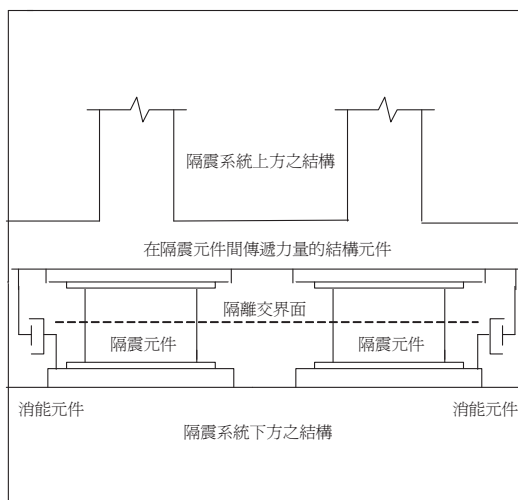 隔震系統上方之結構
在隔震元件間傳遞力量的結構元件
隔離交界面
隔震元件
隔震元件
消能元件
消能元件
隔震系統下方之結構